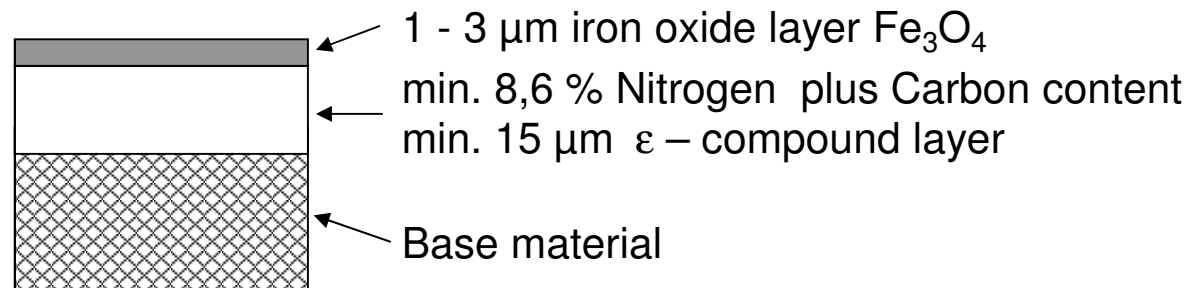 1 - 3 µm iron oxide layer Fe₃O₄
min. 8,6 % Nitrogen plus Carbon content
min. 15 µm ε – compound layer
Base material